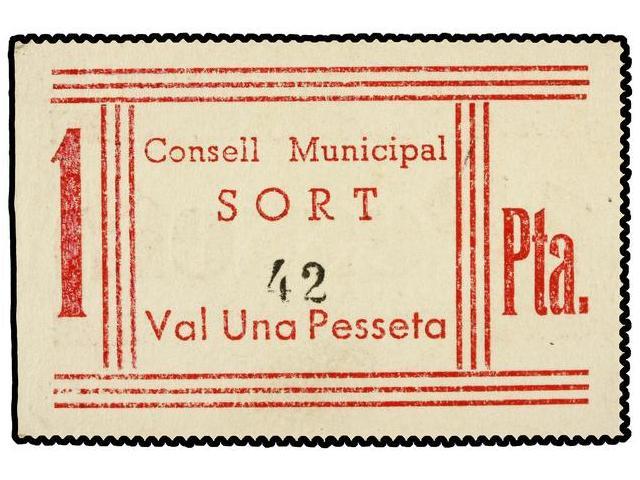 1
Consell Municipal
SORT
42
Val Una Pesseta
Pta.